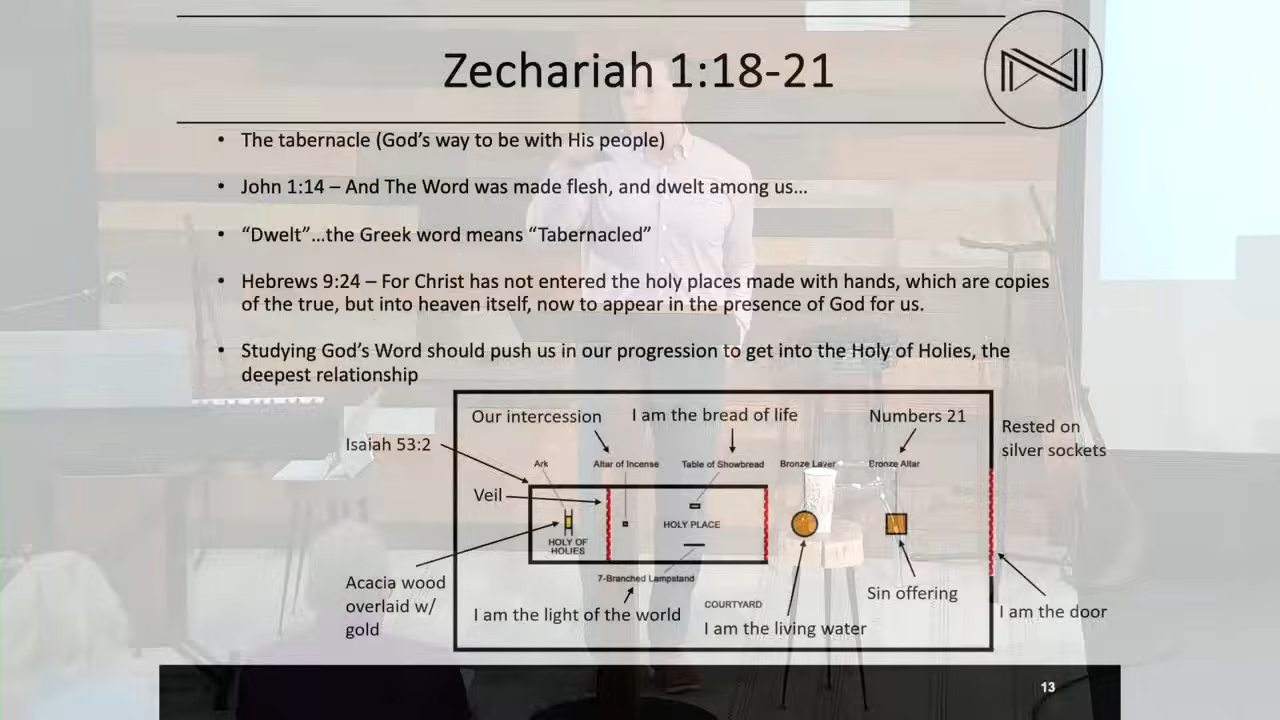 Zechariah 1:18-21
• The tabernacle (God's way to be with His people)
• John 1:14 – And The Word was made flesh, and dwelt among us…
• "Dwelt"…the Greek word means "Tabernacled"
• Hebrews 9:24 – For Christ has not entered the holy places made with hands, which are copies
of the true, but into heaven itself, now to appear in the presence of God for us.
• Studying God's Word should push us in our progression to get into the Holy of Holies, the
deepest relationship
Our intercession
I am the bread of life
Numbers 21
Rested on
silver sockets
Isaiah 53:2
Ark
Altar of Incense
Table of Showbread
Bronze Laver
Bronze Altar
Veil
HOLY PLACE
HOLY OF
HOLIES
7-Branched Lampstand
Acacia wood
overlaid w/
gold
I am the light of the world
COURTYARD
I am the living water
Sin offering
I am the door
13